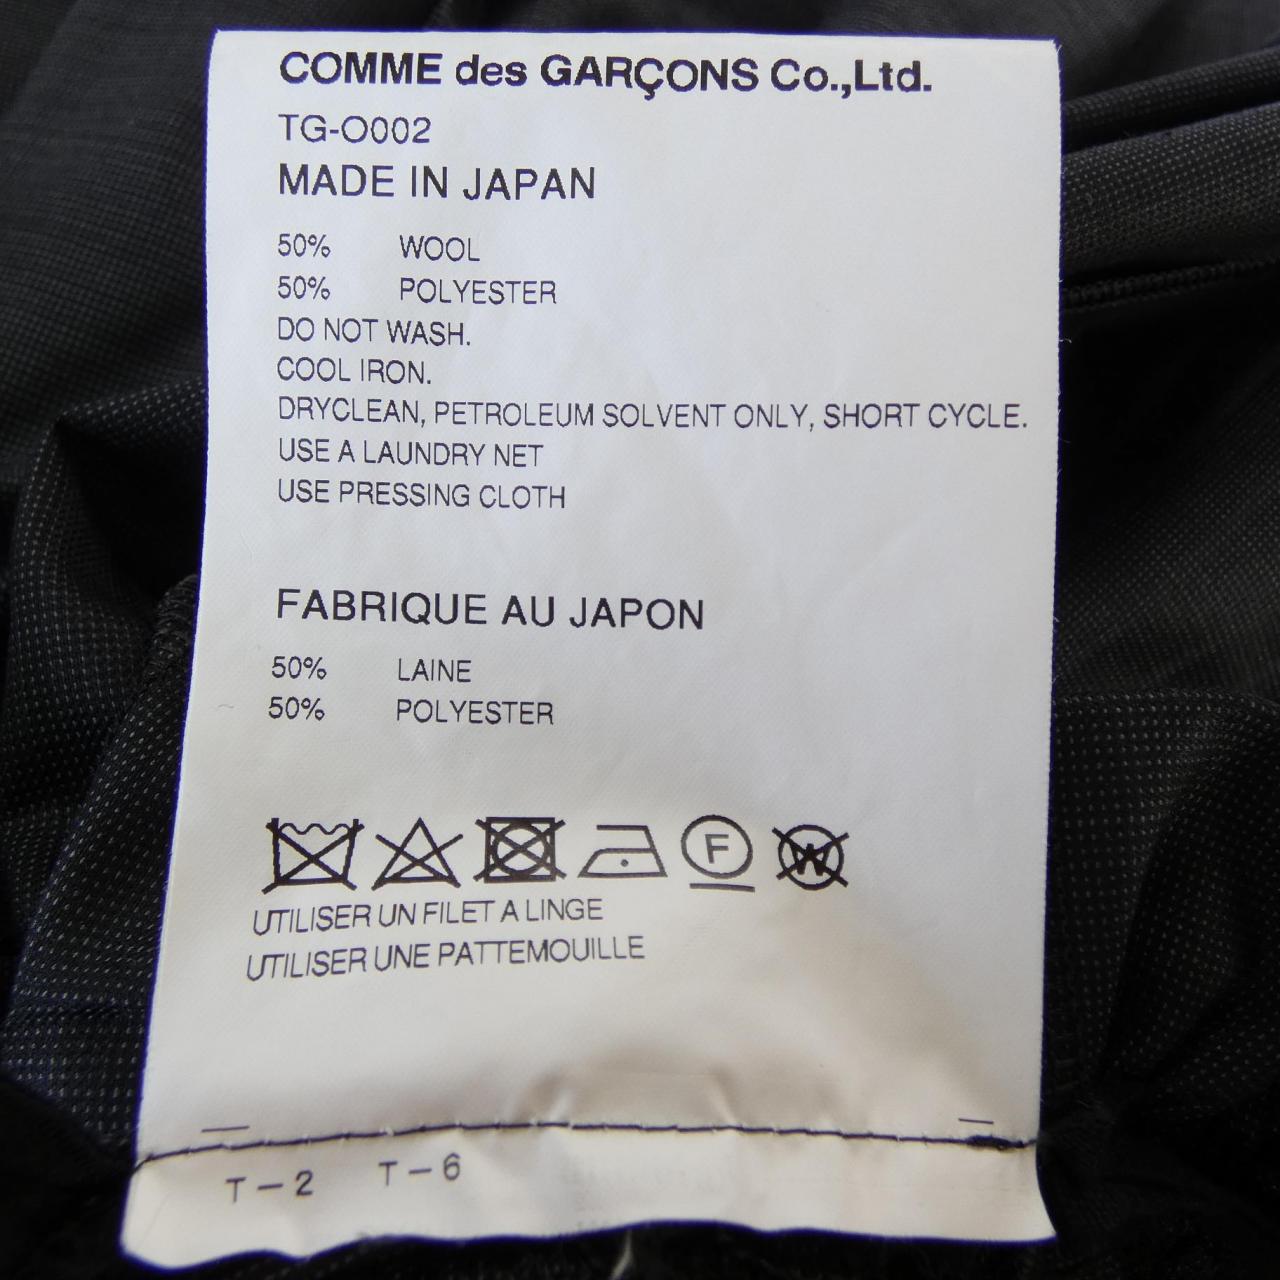 COMME des GARÇONS Co.,Ltd.
TG-O002
MADE IN JAPAN
50% WOOL
50% POLYESTER
DO NOT WASH.
COOL IRON.
DRYCLEAN, PETROLEUM SOLVENT ONLY, SHORT CYCLE.
USE A LAUNDRY NET
USE PRESSING CLOTH
FABRIQUE AU JAPON
50% LAINE
50% POLYESTER
F W
UTILISER UN FILET A LINGE
UTILISER UNE PATTEMOUILLE
T-2 T-6